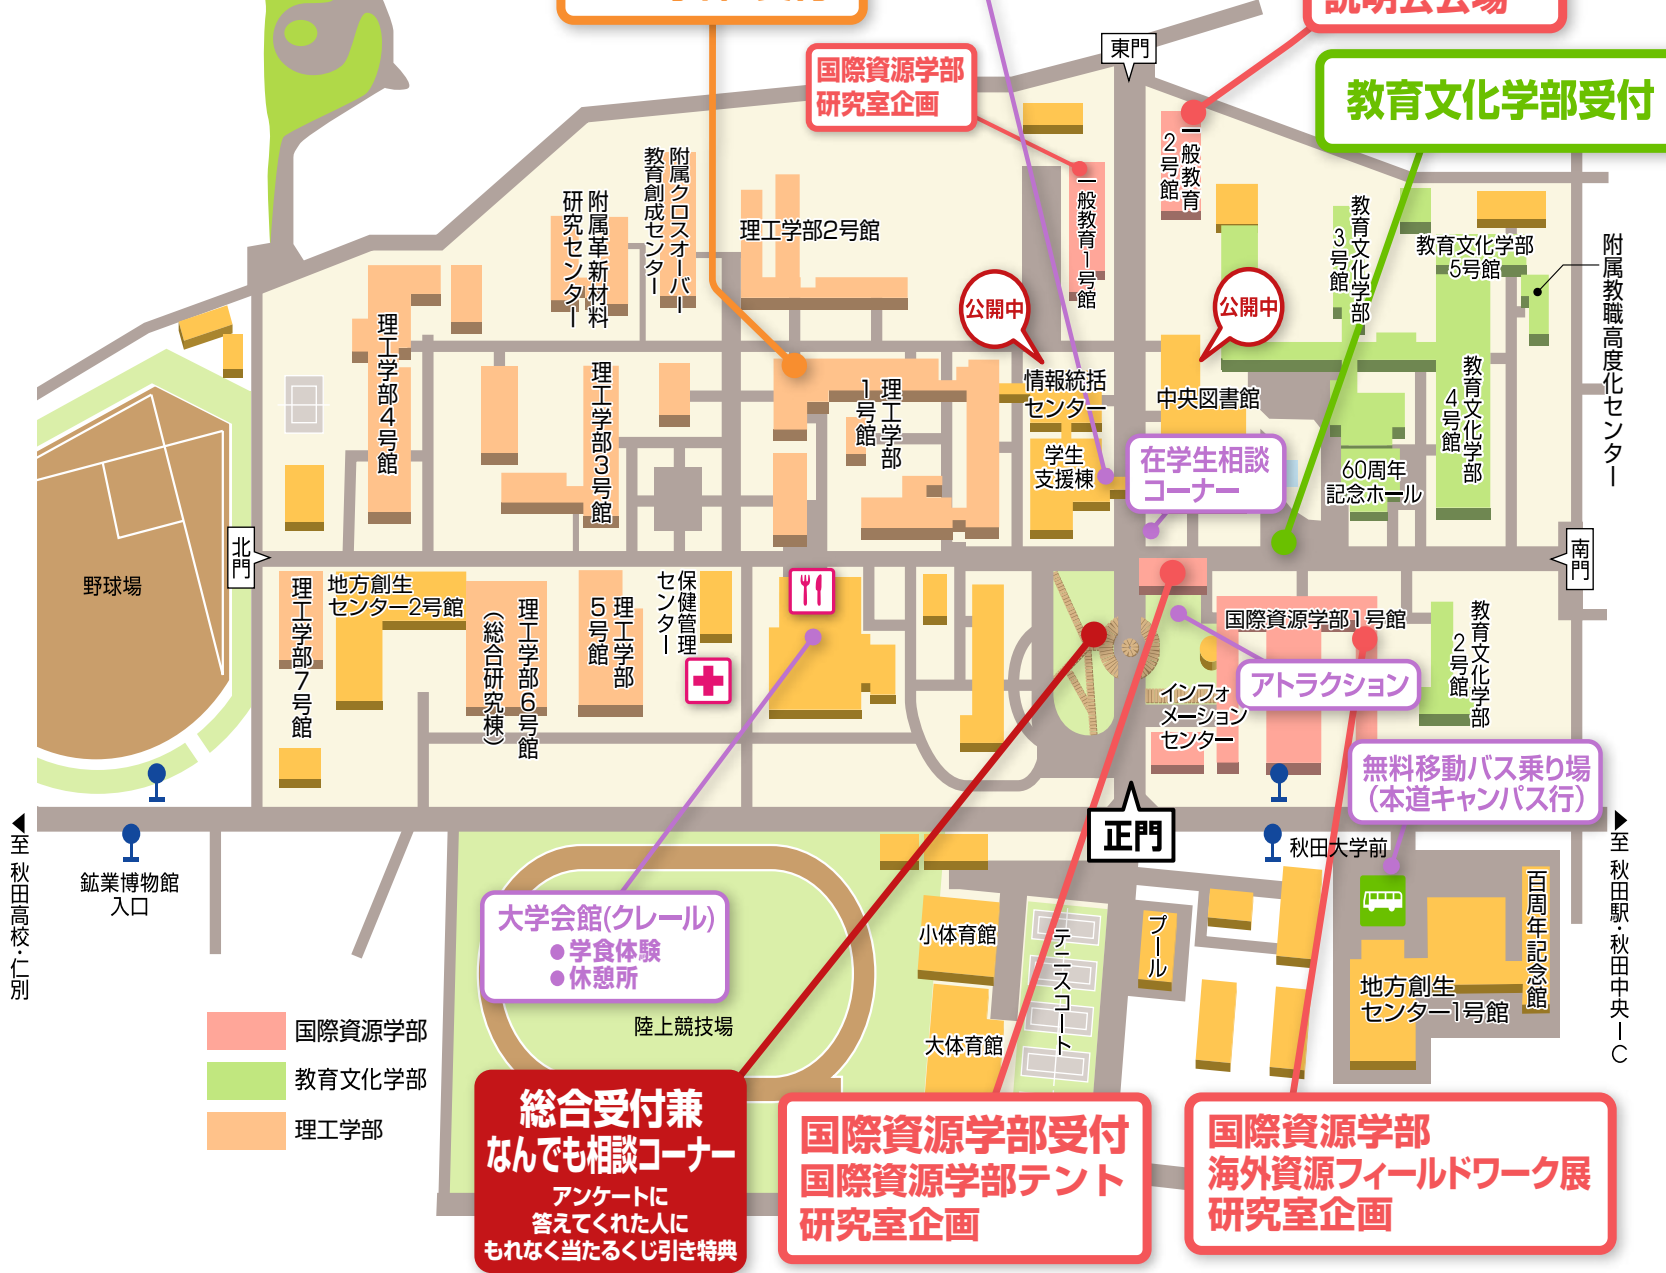 国際資源学部
研究室企画
東門
教育文化学部受付
一般教育
2号館
一般教育1号館
附属クロスオーバー
教育創成センター
附属革新材料
研究センター
理工学部2号館
教育文化学部
3号館
教育文化学部
5号館
附属教職高度化センター
公開中
公開中
理工学部4号館
理工学部3号館
理工学部
1号館
情報統括
センター
中央図書館
教育文化学部
4号館
学生
支援棟
在学生相談
コーナー
60周年
記念ホール
北門
南門
野球場
理工学部7号館
地方創生
センター2号館
理工学部6号館
（総合研究棟）
理工学部
5号館
保健管理
センター
国際資源学部1号館
教育文化学部
2号館
アトラクション
インフォ
メーション
センター
無料移動バス乗り場
（本道キャンパス行）
正門
秋田大学前
至 秋田高校・仁別
鉱業博物館
入口
至 秋田駅・秋田中央IC
大学会館(クレール)
●学食体験
●休憩所
小体育館
大体育館
テニスコート
プール
百周年記念館
地方創生
センター1号館
陸上競技場
国際資源学部
教育文化学部
理工学部
総合受付兼
なんでも相談コーナー
アンケートに
答えてくれた人に
もれなく当たるくじ引き特典
国際資源学部受付
国際資源学部テント
研究室企画
国際資源学部
海外資源フィールドワーク展
研究室企画